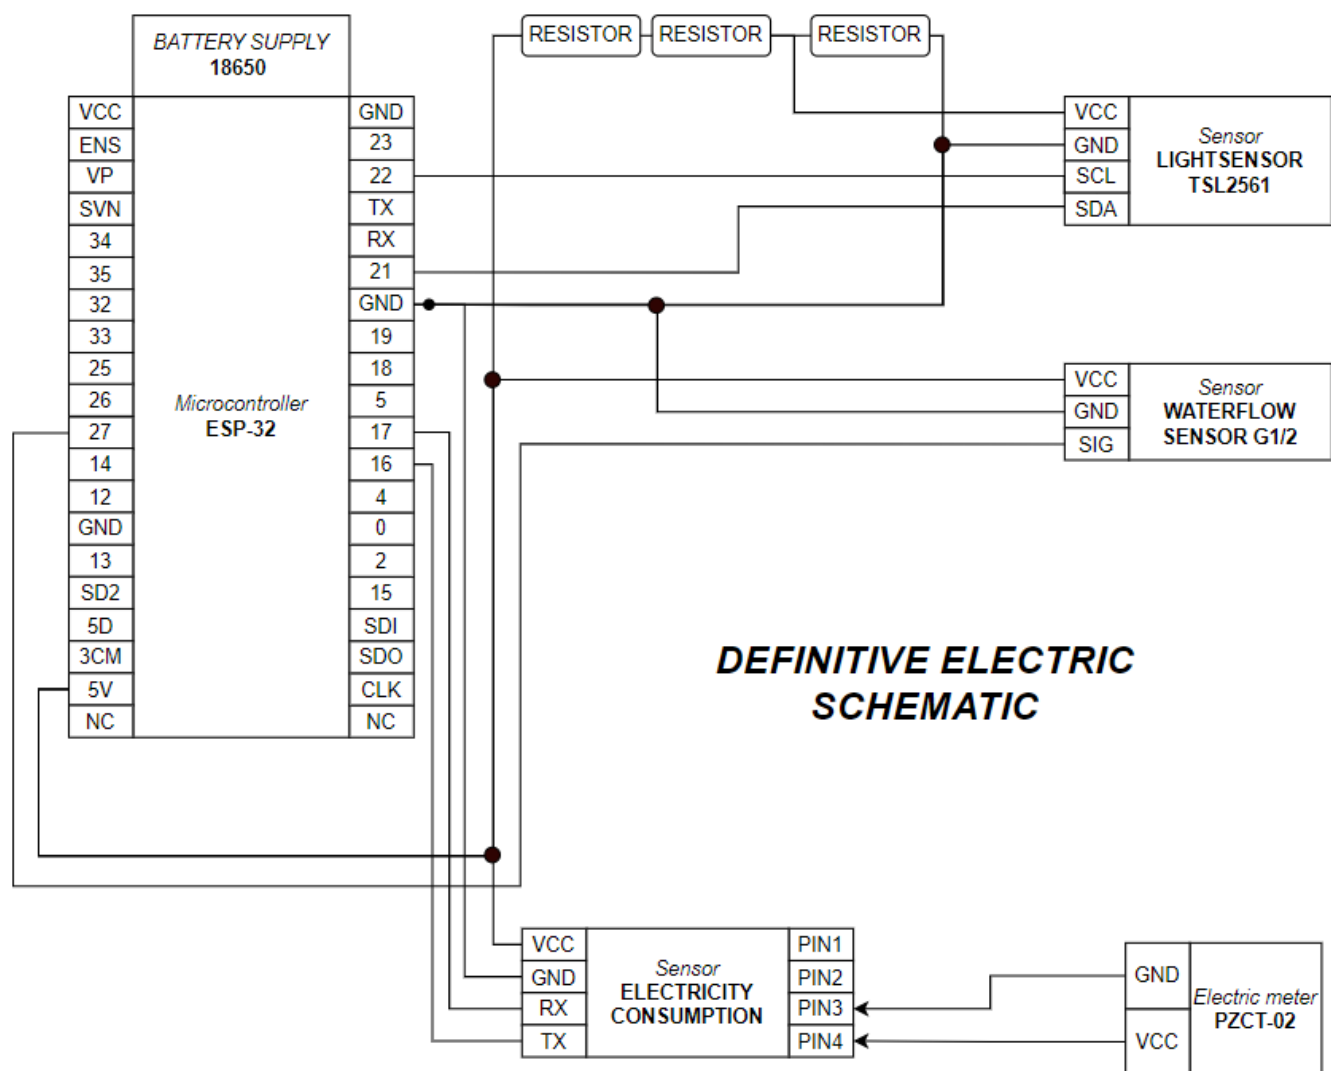 RESISTOR RESISTOR RESISTOR
BATTERY SUPPLY
18650
VCC
ENS
VP
SVN
34
35
32
33
25
26
27
14
12
GND
13
SD2
5D
3CM
5V
NC
Microcontroller
ESP-32
GND
23
22
TX
RX
21
GND
19
18
5
17
16
4
0
2
15
SDI
SDO
CLK
NC
VCC
GND
SCL
SDA
Sensor
LIGHTSENSOR
TSL2561
VCC
GND
SIG
Sensor
WATERFLOW
SENSOR G1/2
DEFINITIVE ELECTRIC
SCHEMATIC
VCC
GND
RX
TX
Sensor
ELECTRICITY
CONSUMPTION
PIN1
PIN2
PIN3
PIN4
GND
VCC
Electric meter
PZCT-02